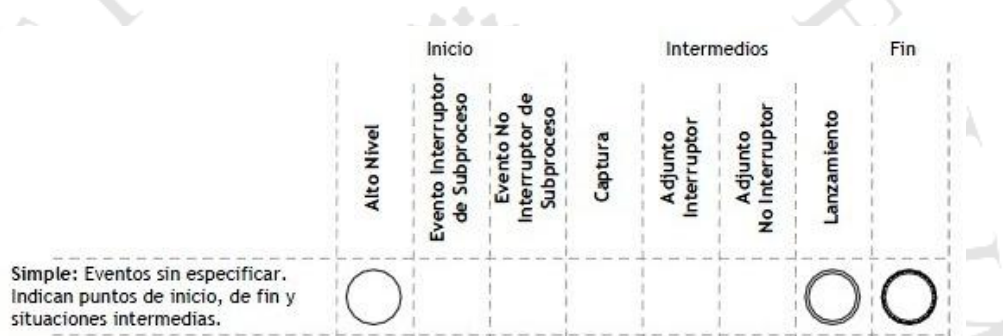 Inicio
Intermedios
Fin
Alto Nivel
Evento Interruptor
de Subproceso
Evento No
Interruptor de
Subproceso
Captura
Adjunto
Interruptor
Adjunto
No Interruptor
Lanzamiento
Simple: Eventos sin especificar.
Indican puntos de inicio, de fin y
situaciones intermedias.